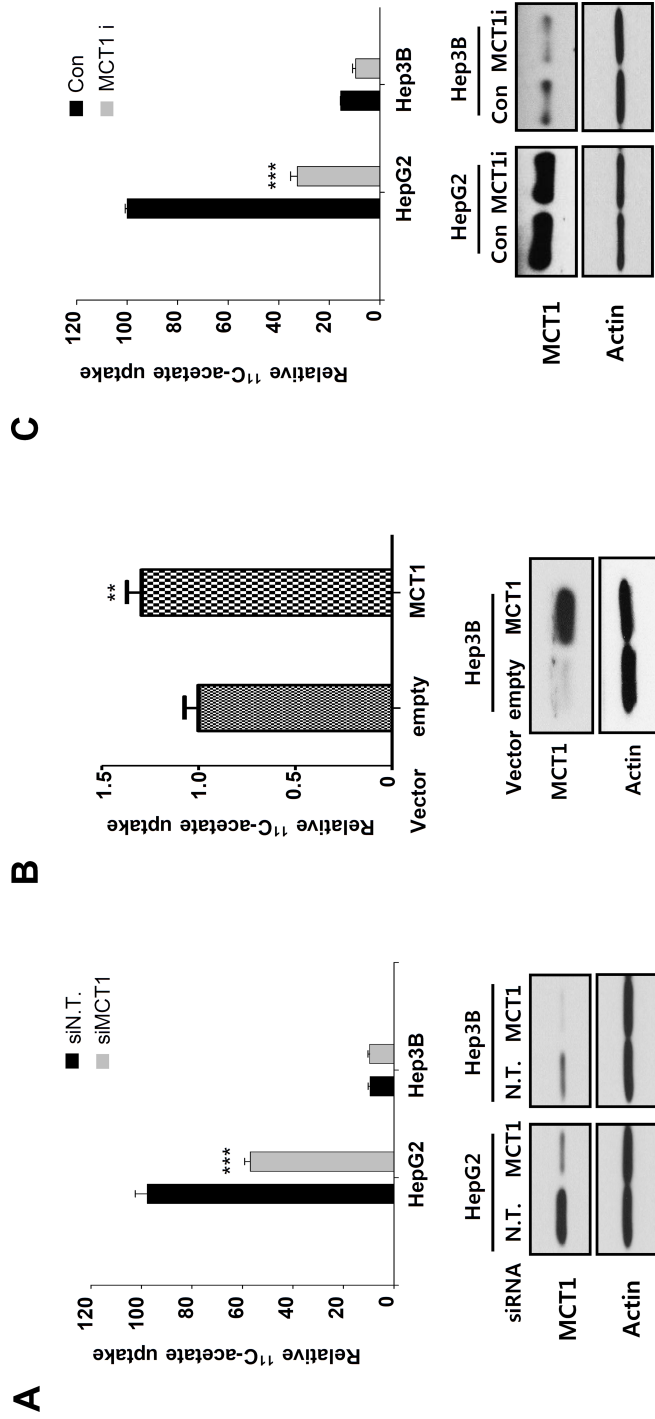 A
Relative ¹¹C-acetate uptake
120
100
80
60
40
20
0
siN.T.
siMCT1
***
HepG2
Hep3B
HepG2
Hep3B
siRNA
N.T.
MCT1
N.T.
MCT1
MCT1
Actin
B
Relative ¹¹C-acetate uptake
1.5
1.0
0.5
0
**
Vector
empty
MCT1
Hep3B
Vector
empty
MCT1
MCT1
Actin
C
Relative ¹¹C-acetate uptake
120
100
80
60
40
20
0
Con
MCT1 i
***
HepG2
Hep3B
HepG2
Hep3B
Con
MCT1i
Con
MCT1i
MCT1
Actin